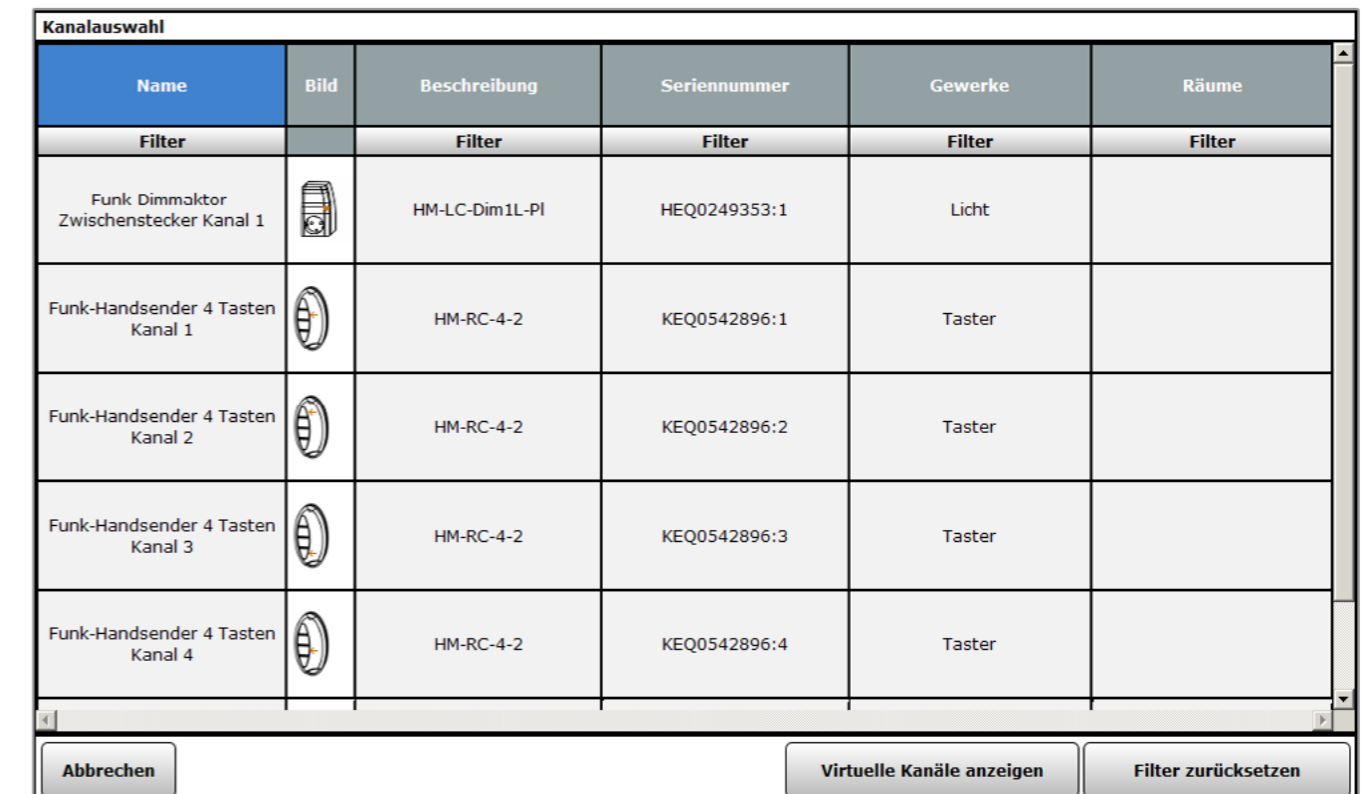 Kanalauswahl
Name Bild Beschreibung Seriennummer Gewerke Räume
Filter Filter Filter Filter Filter
Funk Dimmaktor
Zwischenstecker Kanal 1 HM-LC-Dim1L-Pl HEQ0249353:1 Licht
Funk-Handsender 4 Tasten
Kanal 1 HM-RC-4-2 KEQ0542896:1 Taster
Funk-Handsender 4 Tasten
Kanal 2 HM-RC-4-2 KEQ0542896:2 Taster
Funk-Handsender 4 Tasten
Kanal 3 HM-RC-4-2 KEQ0542896:3 Taster
Funk-Handsender 4 Tasten
Kanal 4 HM-RC-4-2 KEQ0542896:4 Taster
Abbrechen Virtuelle Kanäle anzeigen Filter zurücksetzen